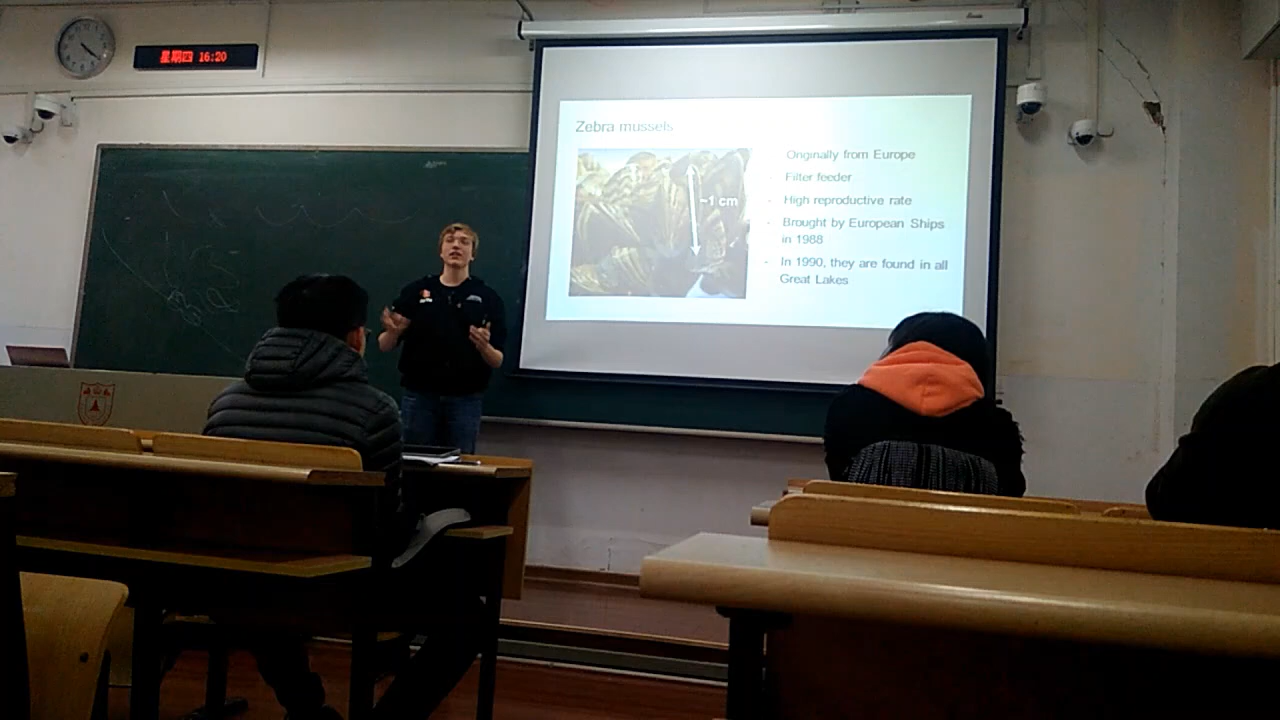 星期四 16:20
Zebra mussels
~1 cm
Originally from Europe
- Filter feeder
- High reproductive rate
- Brought by European Ships
in 1988
- In 1990, they are found in all
Great Lakes